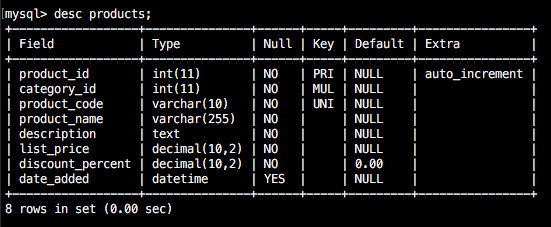 mysql> desc products;
+------------------+---------------+------+-----+---------+----------------+
| Field            | Type          | Null | Key | Default | Extra          |
+------------------+---------------+------+-----+---------+----------------+
| product_id       | int(11)       | NO   | PRI | NULL    | auto_increment |
| category_id      | int(11)       | NO   | MUL | NULL    |                |
| product_code     | varchar(10)   | NO   | UNI | NULL    |                |
| product_name     | varchar(255)  | NO   |     | NULL    |                |
| description      | text          | NO   |     | NULL    |                |
| list_price       | decimal(10,2) | NO   |     | NULL    |                |
| discount_percent | decimal(10,2) | NO   |     | 0.00    |                |
| date_added       | datetime      | YES  |     | NULL    |                |
+------------------+---------------+------+-----+---------+----------------+
8 rows in set (0.00 sec)